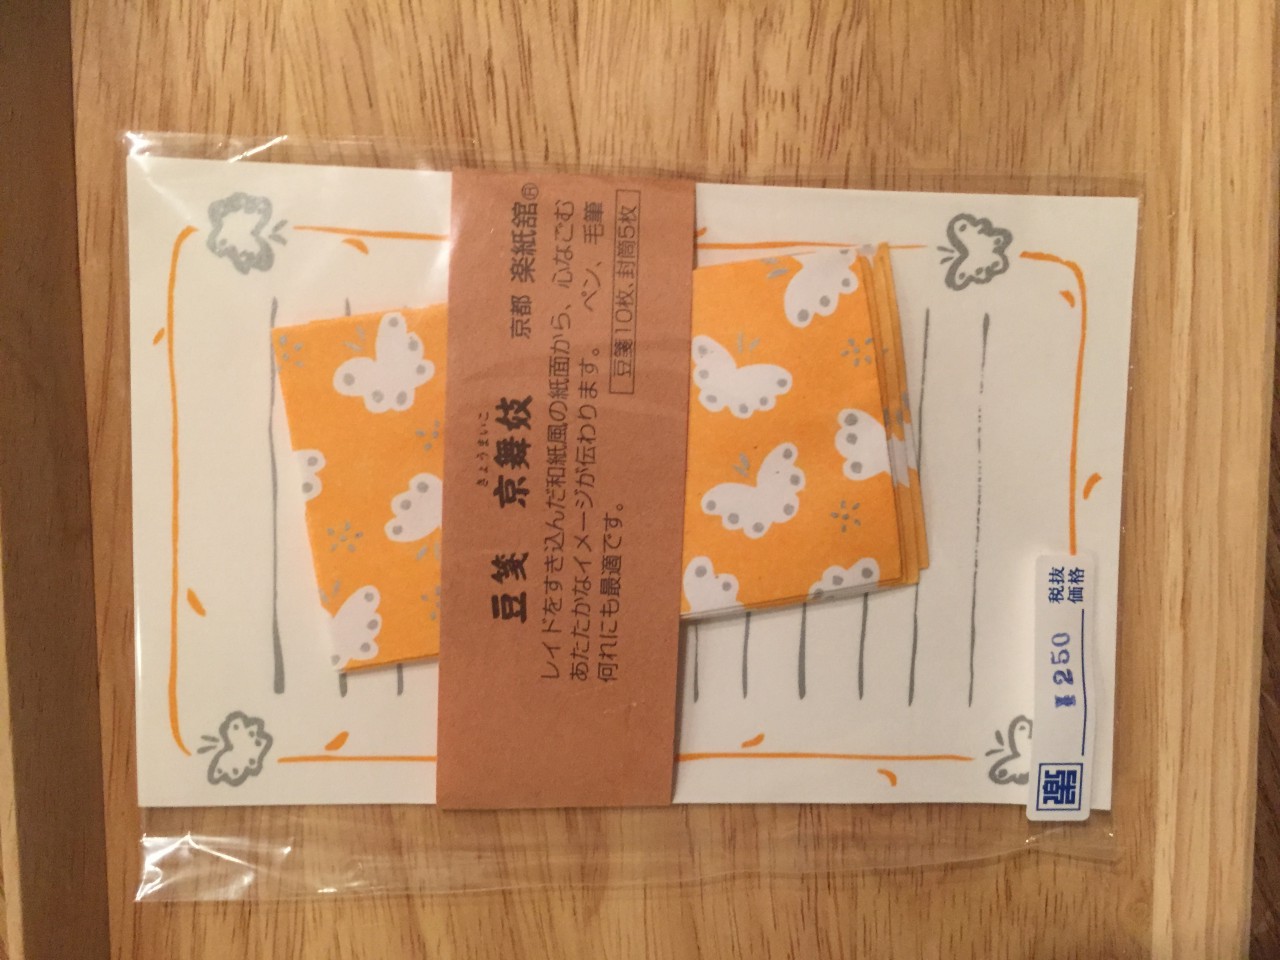 豆箋　京舞妓　京都　楽紙舘®
きょうまいこ
レイドをすき込んだ和紙風の紙面から、心なごむ
あたたかなイメージが伝わります。　ペン、毛筆
何れにも最適です。
豆箋10枚、封筒5枚
税抜
価格
250